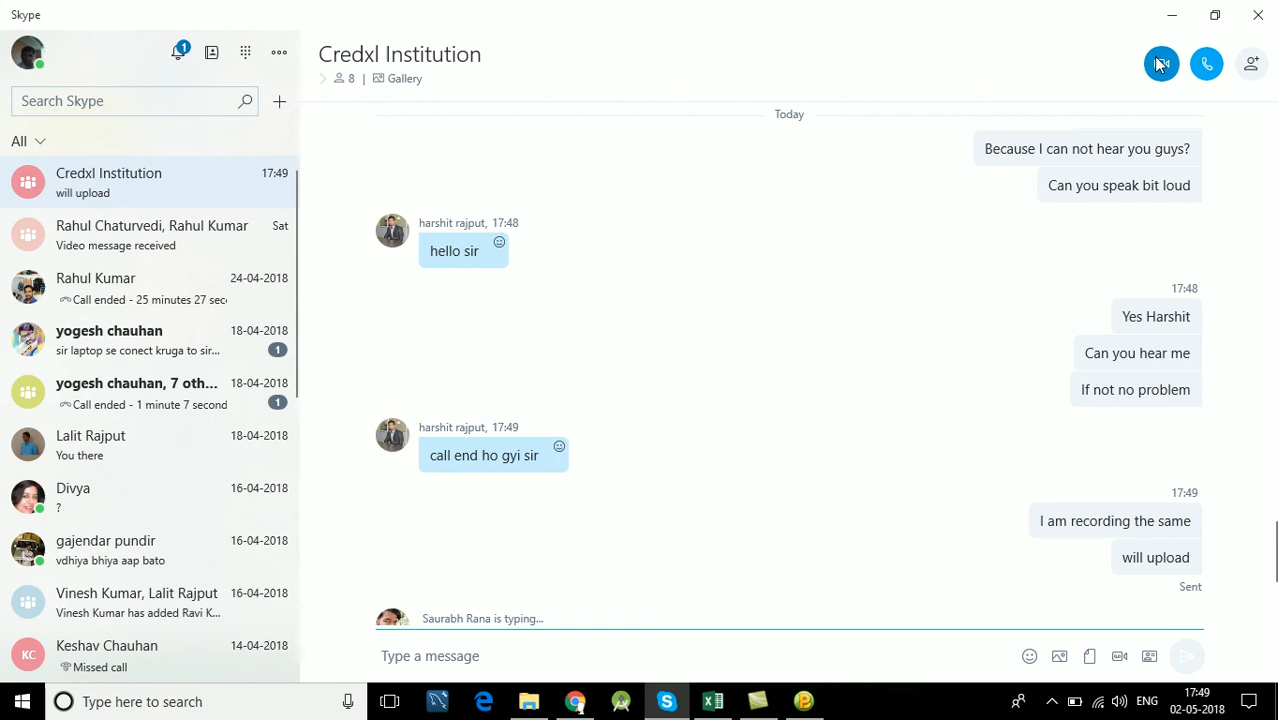 Skype
1
Search Skype
All
Credxl Institution
17:49
will upload
Rahul Chaturvedi, Rahul Kumar
Sat
Video message received
Rahul Kumar
24-04-2018
Call ended - 25 minutes 27 sec
yogesh chauhan
18-04-2018
sir laptop se conect kruga to sir...
1
yogesh chauhan, 7 oth...
18-04-2018
Call ended - 1 minute 7 second
1
Lalit Rajput
18-04-2018
You there
Divya
16-04-2018
?
gajendar pundir
16-04-2018
vdhiya bhiya aap bato
Vinesh Kumar, Lalit Rajput
16-04-2018
Vinesh Kumar has added Ravi K...
KC
Keshav Chauhan
14-04-2018
Missed call
Credxl Institution
8 | Gallery
Today
Because I can not hear you guys?
Can you speak bit loud
harshit rajput, 17:48
hello sir
17:48
Yes Harshit
Can you hear me
If not no problem
harshit rajput, 17:49
call end ho gyi sir
17:49
I am recording the same
will upload
Sent
Saurabh Rana is typing...
Type a message
Type here to search
ENG
17:49
02-05-2018